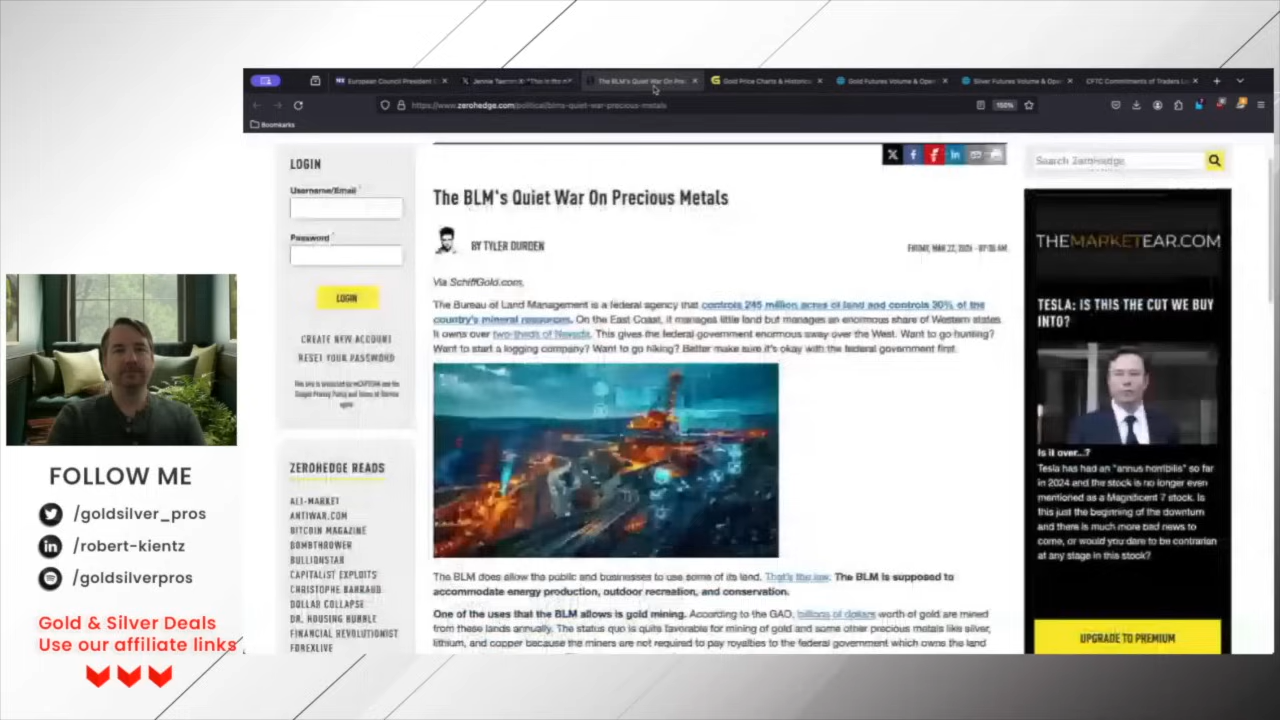 European Council President C
The BLM's Quiet War On Pre
Gold Price Charts & Historic
Gold Futures Volume & Ope
Silver Futures Volume & Op
CFTC Commitments of Traders
https://www.zerohedge.com/political/blms-quiet-war-precious-metals
150%
Bookmarks
LOGIN
Username/Email *
Password *
LOGIN
CREATE NEW ACCOUNT
RESET YOUR PASSWORD
ZEROHEDGE READS
ALT-MARKET
ANTIWAR.COM
BITCOIN MAGAZINE
BOMBTHROWER
BULLIONSTAR
CAPITALIST EXPLOITS
CHRISTOPHE BARRAUD
DOLLAR COLLAPSE
DR. HOUSING BUBBLE
FINANCIAL REVOLUTIONIST
FOREXLIVE
The BLM's Quiet War On Precious Metals
BY TYLER DURDEN
Via SchiffGold.com,
The Bureau of Land Management is a federal agency that controls 245 million acres of land and controls 30% of the
country's mineral resources. On the East Coast, it manages little land but manages an enormous share of Western states.
It owns over two-thirds of Nevada. This gives the federal government enormous sway over the West. Want to go hunting?
Want to start a logging company? Want to go hiking? Better make sure it's okay with the federal government first.
The BLM does allow the public and businesses to use some of its land. That's the law. The BLM is supposed to
accommodate energy production, outdoor recreation, and conservation.
One of the uses that the BLM allows is gold mining. According to the GAO, billions of dollars worth of gold are mined
from these lands annually. The status quo is quite favorable for mining of gold and some other precious metals like silver,
lithium, and copper because the miners are not required to pay royalties to the federal government which owns the land
Search ZeroHedge
THEMARKETEAR.COM
TESLA: IS THIS THE CUT WE BUY
INTO?
Is it over...?
Tesla has had an "annus horribilis" so far
in 2024 and the stock is no longer even
mentioned as a Magnificent 7 stock. Is
this just the beginning of the downturn
and there is much more bad news to
come, or would you dare to be contrarian
at any stage in this stock?
UPGRADE TO PREMIUM
FOLLOW ME
/goldsilver_pros
/robert-kientz
/goldsilverpros
Gold & Silver Deals
Use our affiliate links